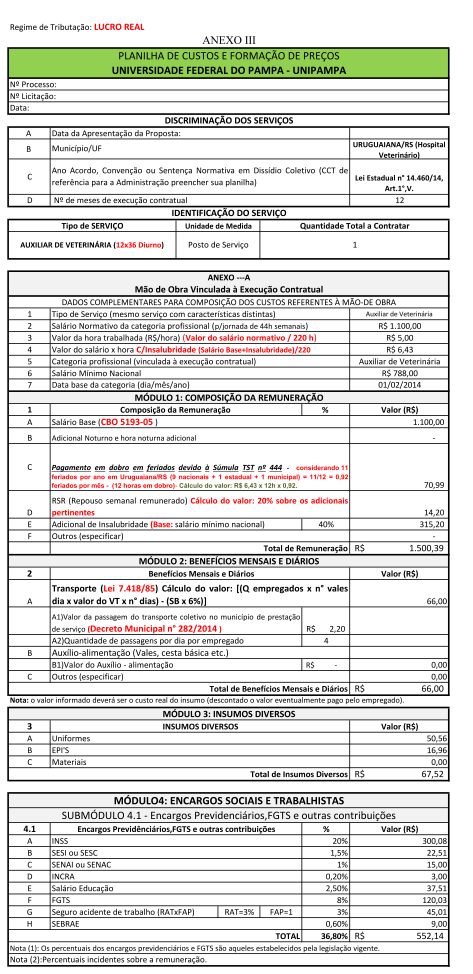 Regime de Tributação: LUCRO REAL
ANEXO III
PLANILHA DE CUSTOS E FORMAÇÃO DE PREÇOS
UNIVERSIDADE FEDERAL DO PAMPA - UNIPAMPA
Nº Processo:
Nº Licitação:
Data:
DISCRIMINAÇÃO DOS SERVIÇOS
A Data da Apresentação da Proposta:
B Município/UF URUGUAIANA/RS (Hospital Veterinário)
C Ano Acordo, Convenção ou Sentença Normativa em Dissídio Coletivo (CCT de referência para a Administração preencher sua planilha) Lei Estadual n° 14.460/14, Art.1°,V.
D Nº de meses de execução contratual 12
IDENTIFICAÇÃO DO SERVIÇO
Tipo de SERVIÇO Unidade de Medida Quantidade Total a Contratar
AUXILIAR DE VETERINÁRIA (12x36 Diurno) Posto de Serviço 1
ANEXO ---A
Mão de Obra Vinculada à Execução Contratual
DADOS COMPLEMENTARES PARA COMPOSIÇÃO DOS CUSTOS REFERENTES À MÃO-DE OBRA
1 Tipo de Serviço (mesmo serviço com características distintas) Auxiliar de Veterinária
2 Salário Normativo da categoria profissional (p/jornada de 44h semanais) R$ 1.100,00
3 Valor da hora trabalhada (R$/hora) (Valor do salário normativo / 220 h) R$ 5,00
4 Valor do salário x hora C/Insalubridade (Salário Base+Insalubridade)/220 R$ 6,43
5 Categoria profissional (vinculada à execução contratual) Auxiliar de Veterinária
6 Salário Mínimo Nacional R$ 788,00
7 Data base da categoria (dia/mês/ano) 01/02/2014
MÓDULO 1: COMPOSIÇÃO DA REMUNERAÇÃO
1 Composição da Remuneração % Valor (R$)
A Salário Base (CBO 5193-05 ) 1.100,00
B Adicional Noturno e hora noturna adicional -
C Pagamento em dobro em feriados devido à Súmula TST nº 444 - considerando 11
feriados por ano em Uruguaiana/RS (9 nacionais + 1 estadual + 1 municipal) = 11/12 = 0,92
feriados por mês - (12 horas em dobro)- Cálculo do valor: R$ 6,43 x 12h x 0,92. 70,99
D RSR (Repouso semanal remunerado) Cálculo do valor: 20% sobre os adicionais
pertinentes 14,20
E Adicional de Insalubridade (Base: salário mínimo nacional) 40% 315,20
F Outros (especificar) -
Total de Remuneração R$ 1.500,39
MÓDULO 2: BENEFÍCIOS MENSAIS E DIÁRIOS
2 Benefícios Mensais e Diários Valor (R$)
A Transporte (Lei 7.418/85) Cálculo do valor: [(Q empregados x n° vales
dia x valor do VT x n° dias) - (SB x 6%)] 66,00
A1)Valor da passagem do transporte coletivo no município de prestação
de serviço (Decreto Municipal n° 282/2014 ) R$ 2,20
A2)Quantidade de passagens por dia por empregado 4
B Auxílio-alimentação (Vales, cesta básica etc.)
B1)Valor do Auxílio - alimentação R$ - 0,00
C Outros (especificar) 0,00
Total de Benefícios Mensais e Diários R$ 66,00
Nota: o valor informado deverá ser o custo real do insumo (descontado o valor eventualmente pago pelo empregado).
MÓDULO 3: INSUMOS DIVERSOS
3 INSUMOS DIVERSOS Valor (R$)
A Uniformes 50,56
B EPI'S 16,96
C Materiais 0,00
Total de Insumos Diversos R$ 67,52
MÓDULO4: ENCARGOS SOCIAIS E TRABALHISTAS
SUBMÓDULO 4.1 - Encargos Previdenciários,FGTS e outras contribuições
4.1 Encargos Previdênciários,FGTS e outras contribuições % Valor (R$)
A INSS 20% 300,08
B SESI ou SESC 1,5% 22,51
C SENAI ou SENAC 1% 15,00
D INCRA 0,20% 3,00
E Salário Educação 2,50% 37,51
F FGTS 8% 120,03
G Seguro acidente de trabalho (RATxFAP) RAT=3% FAP=1 3% 45,01
H SEBRAE 0,60% 9,00
TOTAL 36,80% R$ 552,14
Nota (1): Os percentuais dos encargos previdenciários e FGTS são aqueles estabelecidos pela legislação vigente.
Nota (2):Percentuais incidentes sobre a remuneração.